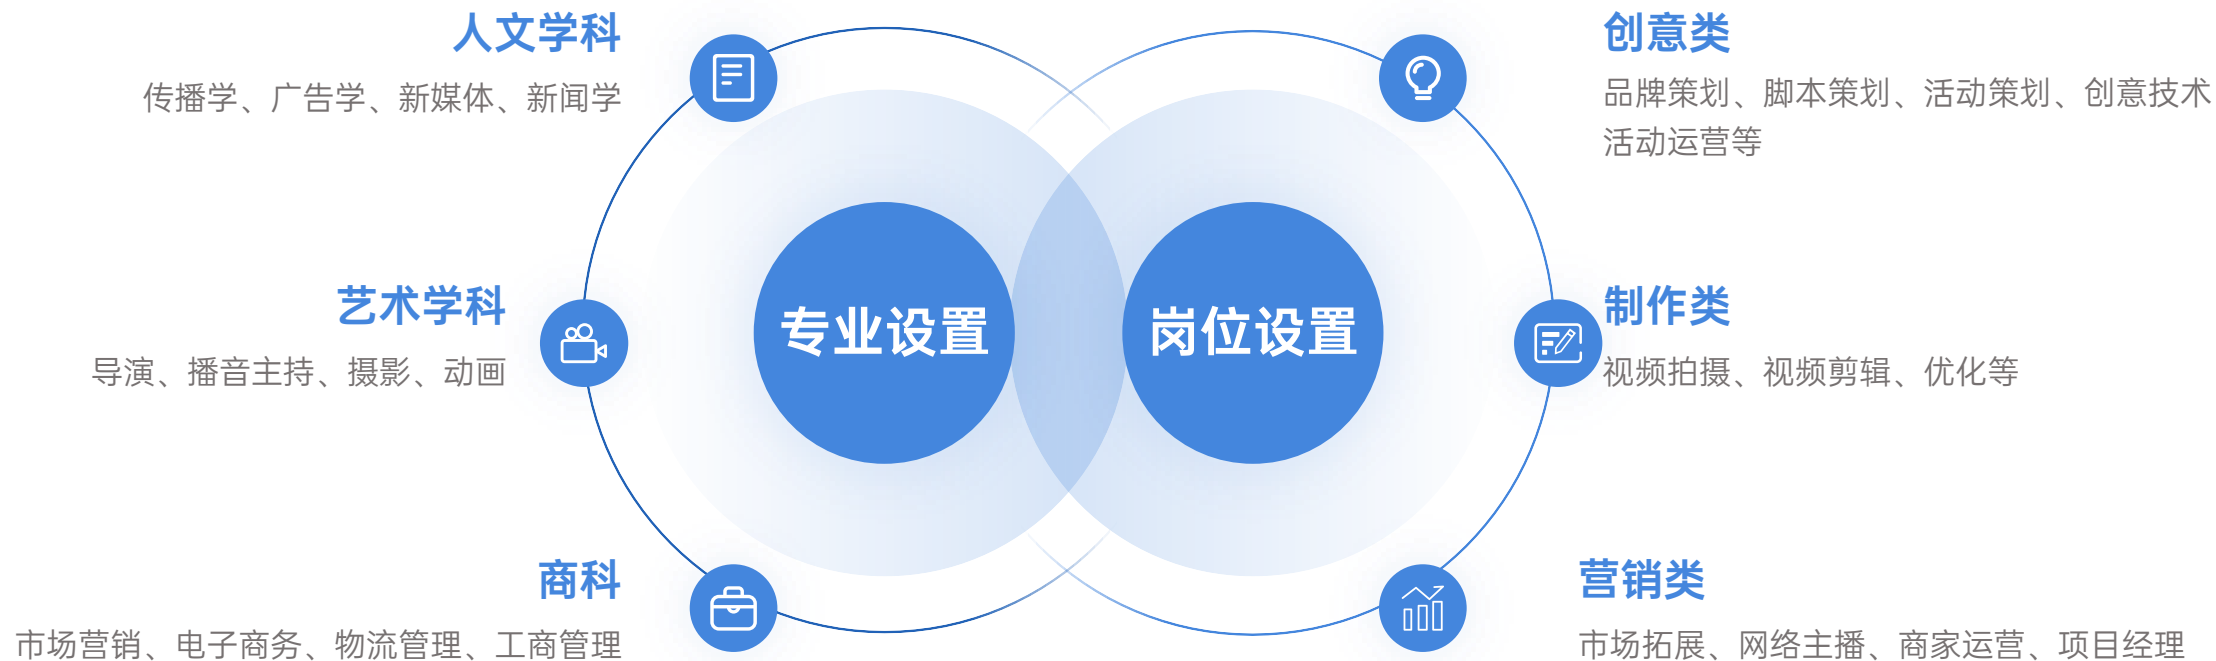 人文学科
传播学、广告学、新媒体、新闻学
艺术学科
导演、播音主持、摄影、动画
商科
市场营销、电子商务、物流管理、工商管理
专业设置
岗位设置
创意类
品牌策划、脚本策划、活动策划、创意技术
活动运营等
制作类
视频拍摄、视频剪辑、优化等
营销类
市场拓展、网络主播、商家运营、项目经理